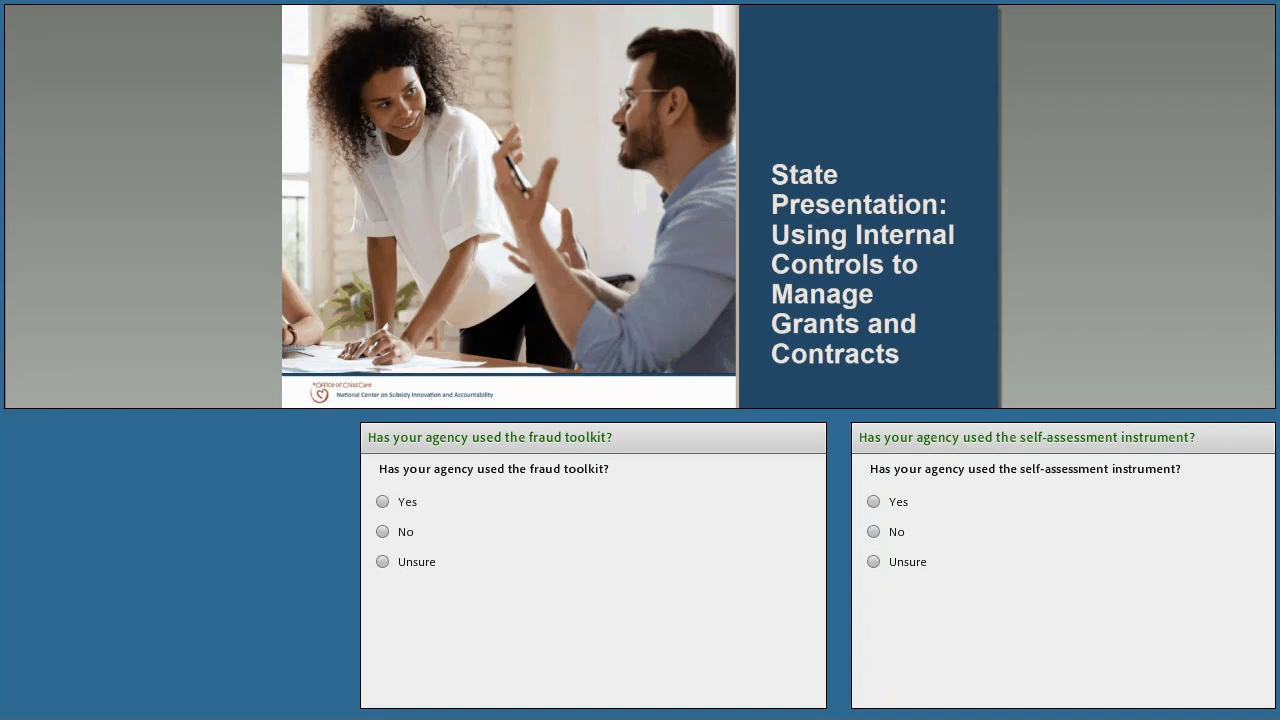 State
Presentation:
Using Internal
Controls to
Manage
Grants and
Contracts
Office of Child Care
National Center on Subsidy Innovation and Accountability
Has your agency used the fraud toolkit?
Has your agency used the fraud toolkit?
Yes
No
Unsure
Has your agency used the self-assessment instrument?
Has your agency used the self-assessment instrument?
Yes
No
Unsure